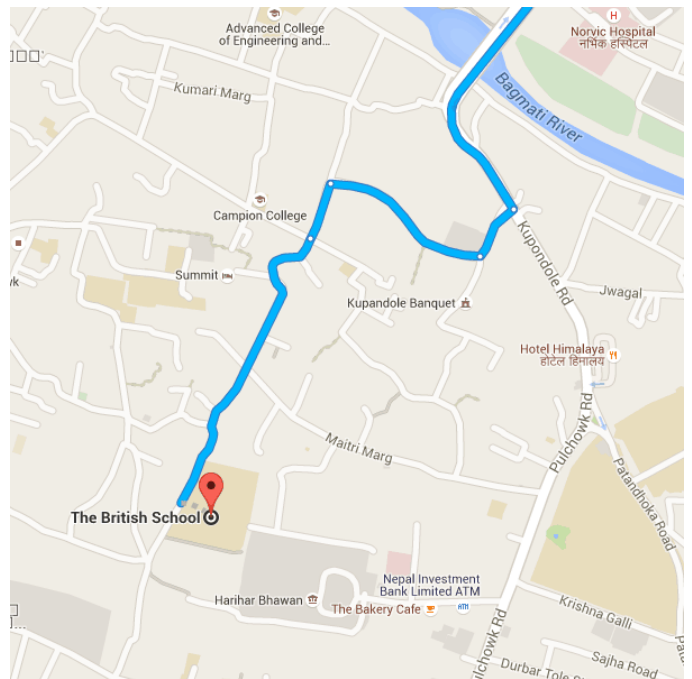 Advanced College
of Engineering and...
Norvic Hospital
नर्भिक हस्पिटल
Kumari Marg
Bagmati River
Campion College
Kupondole Rd
Summit
Jwagal
Kupandole Banquet
Hotel Himalaya
होटेल हिमालय
Maitri Marg
Pulchowk Rd
Patandhoka Road
The British School
Nepal Investment
Bank Limited ATM
Harihar Bhawan
The Bakery Cafe
ATM
Krishna Galli
Pulchowk Rd
Sajha Road
Durbar Tole